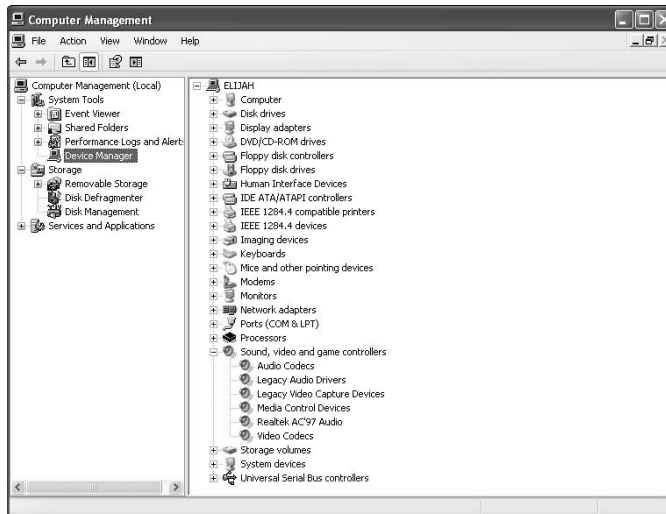 Computer Management
File Action View Window Help
Computer Management (Local)
System Tools
Event Viewer
Shared Folders
Performance Logs and Alerts
Device Manager
Storage
Removable Storage
Disk Defragmenter
Disk Management
Services and Applications
ELIJAH
Computer
Disk drives
Display adapters
DVD/CD-ROM drives
Floppy disk controllers
Floppy disk drives
Human Interface Devices
IDE ATA/ATAPI controllers
IEEE 1284.4 compatible printers
IEEE 1284.4 devices
Imaging devices
Keyboards
Mice and other pointing devices
Modems
Monitors
Network adapters
Ports (COM & LPT)
Processors
Sound, video and game controllers
Audio Codecs
Legacy Audio Drivers
Legacy Video Capture Devices
Media Control Devices
Realtek AC'97 Audio
Video Codecs
Storage volumes
System devices
Universal Serial Bus controllers